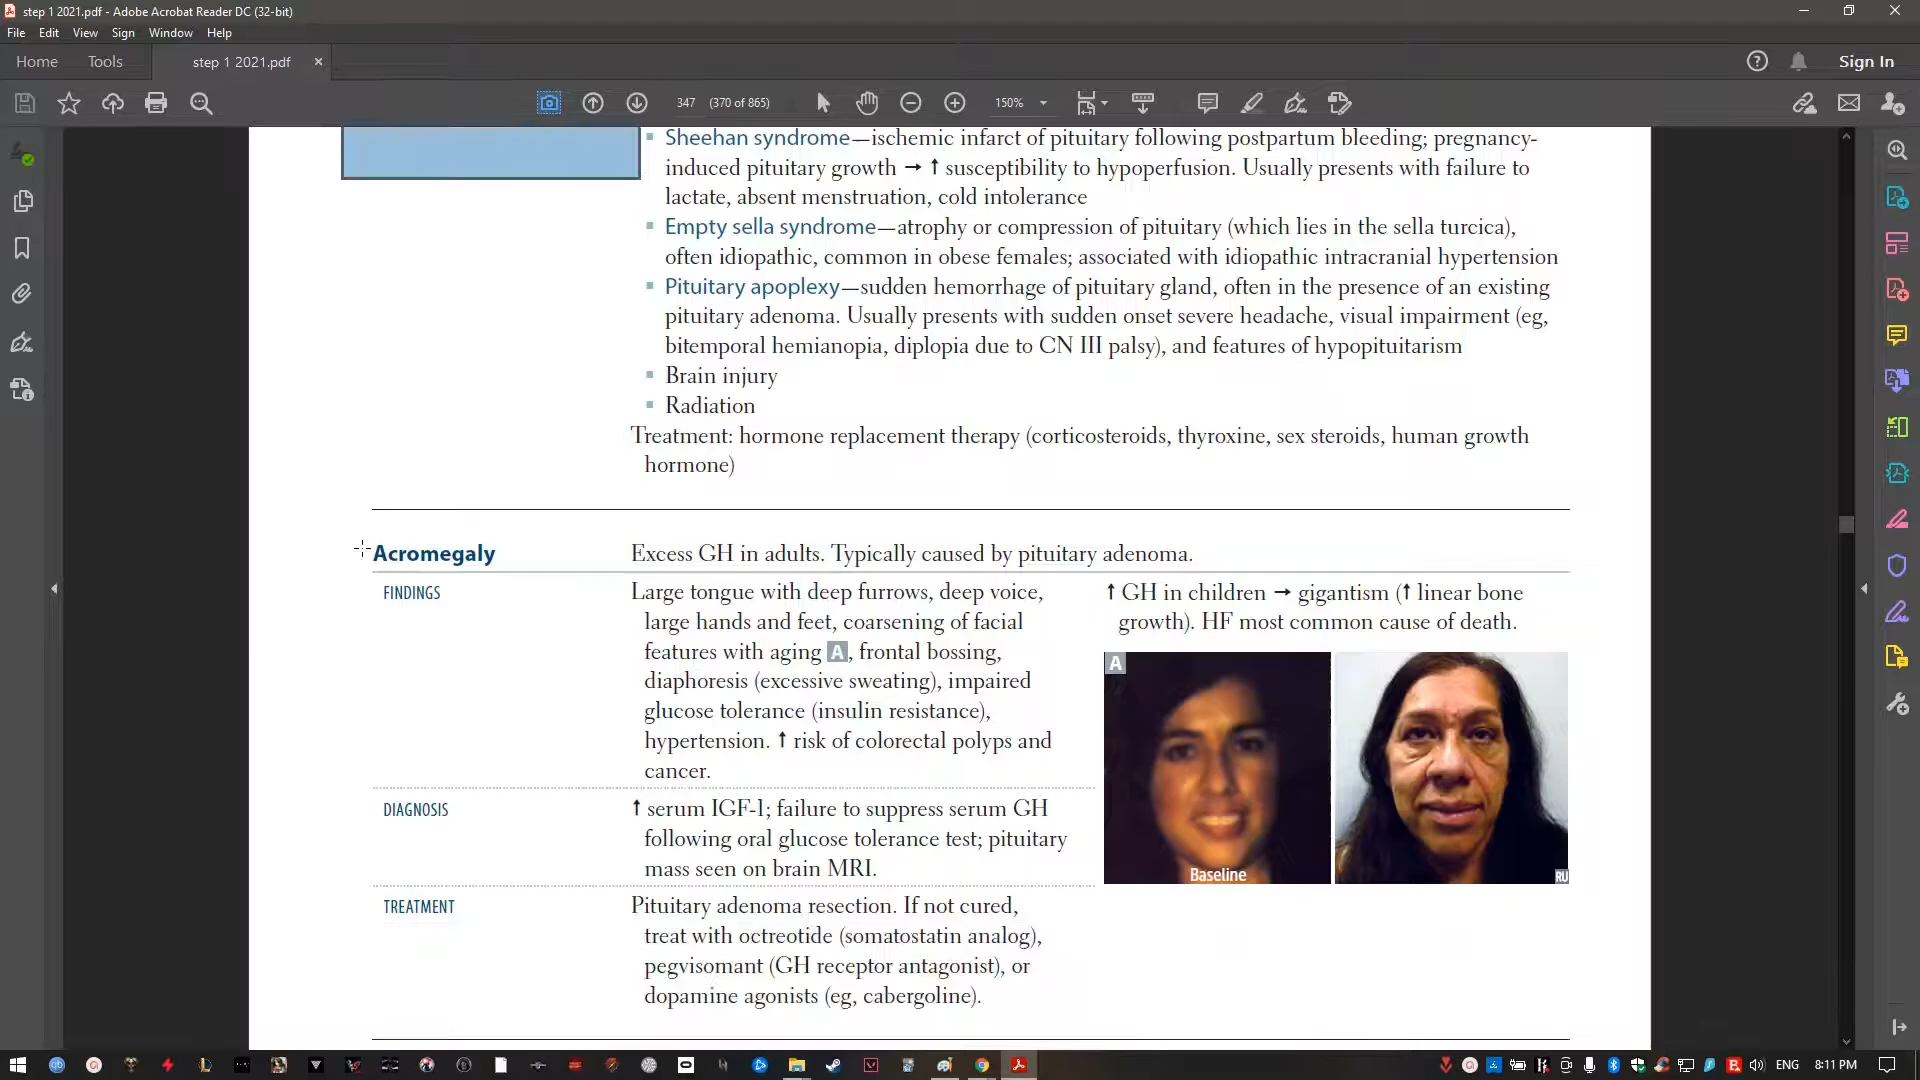 step 1 2021.pdf - Adobe Acrobat Reader DC (32-bit)
File Edit View Sign Window Help
Home Tools step 1 2021.pdf × Sign In
347 (370 of 865) 150%
Sheehan syndrome—ischemic infarct of pituitary following postpartum bleeding; pregnancy-
induced pituitary growth → ↑ susceptibility to hypoperfusion. Usually presents with failure to
lactate, absent menstruation, cold intolerance
Empty sella syndrome—atrophy or compression of pituitary (which lies in the sella turcica),
often idiopathic, common in obese females; associated with idiopathic intracranial hypertension
Pituitary apoplexy—sudden hemorrhage of pituitary gland, often in the presence of an existing
pituitary adenoma. Usually presents with sudden onset severe headache, visual impairment (eg,
bitemporal hemianopia, diplopia due to CN III palsy), and features of hypopituitarism
Brain injury
Radiation
Treatment: hormone replacement therapy (corticosteroids, thyroxine, sex steroids, human growth
hormone)
Acromegaly
Excess GH in adults. Typically caused by pituitary adenoma.
FINDINGS
Large tongue with deep furrows, deep voice,
large hands and feet, coarsening of facial
features with aging A, frontal bossing,
diaphoresis (excessive sweating), impaired
glucose tolerance (insulin resistance),
hypertension. ↑ risk of colorectal polyps and
cancer.
↑ GH in children → gigantism (↑ linear bone
growth). HF most common cause of death.
A
Baseline
RU
DIAGNOSIS
↑ serum IGF-1; failure to suppress serum GH
following oral glucose tolerance test; pituitary
mass seen on brain MRI.
TREATMENT
Pituitary adenoma resection. If not cured,
treat with octreotide (somatostatin analog),
pegvisomant (GH receptor antagonist), or
dopamine agonists (eg, cabergoline).
ENG 8:11 PM